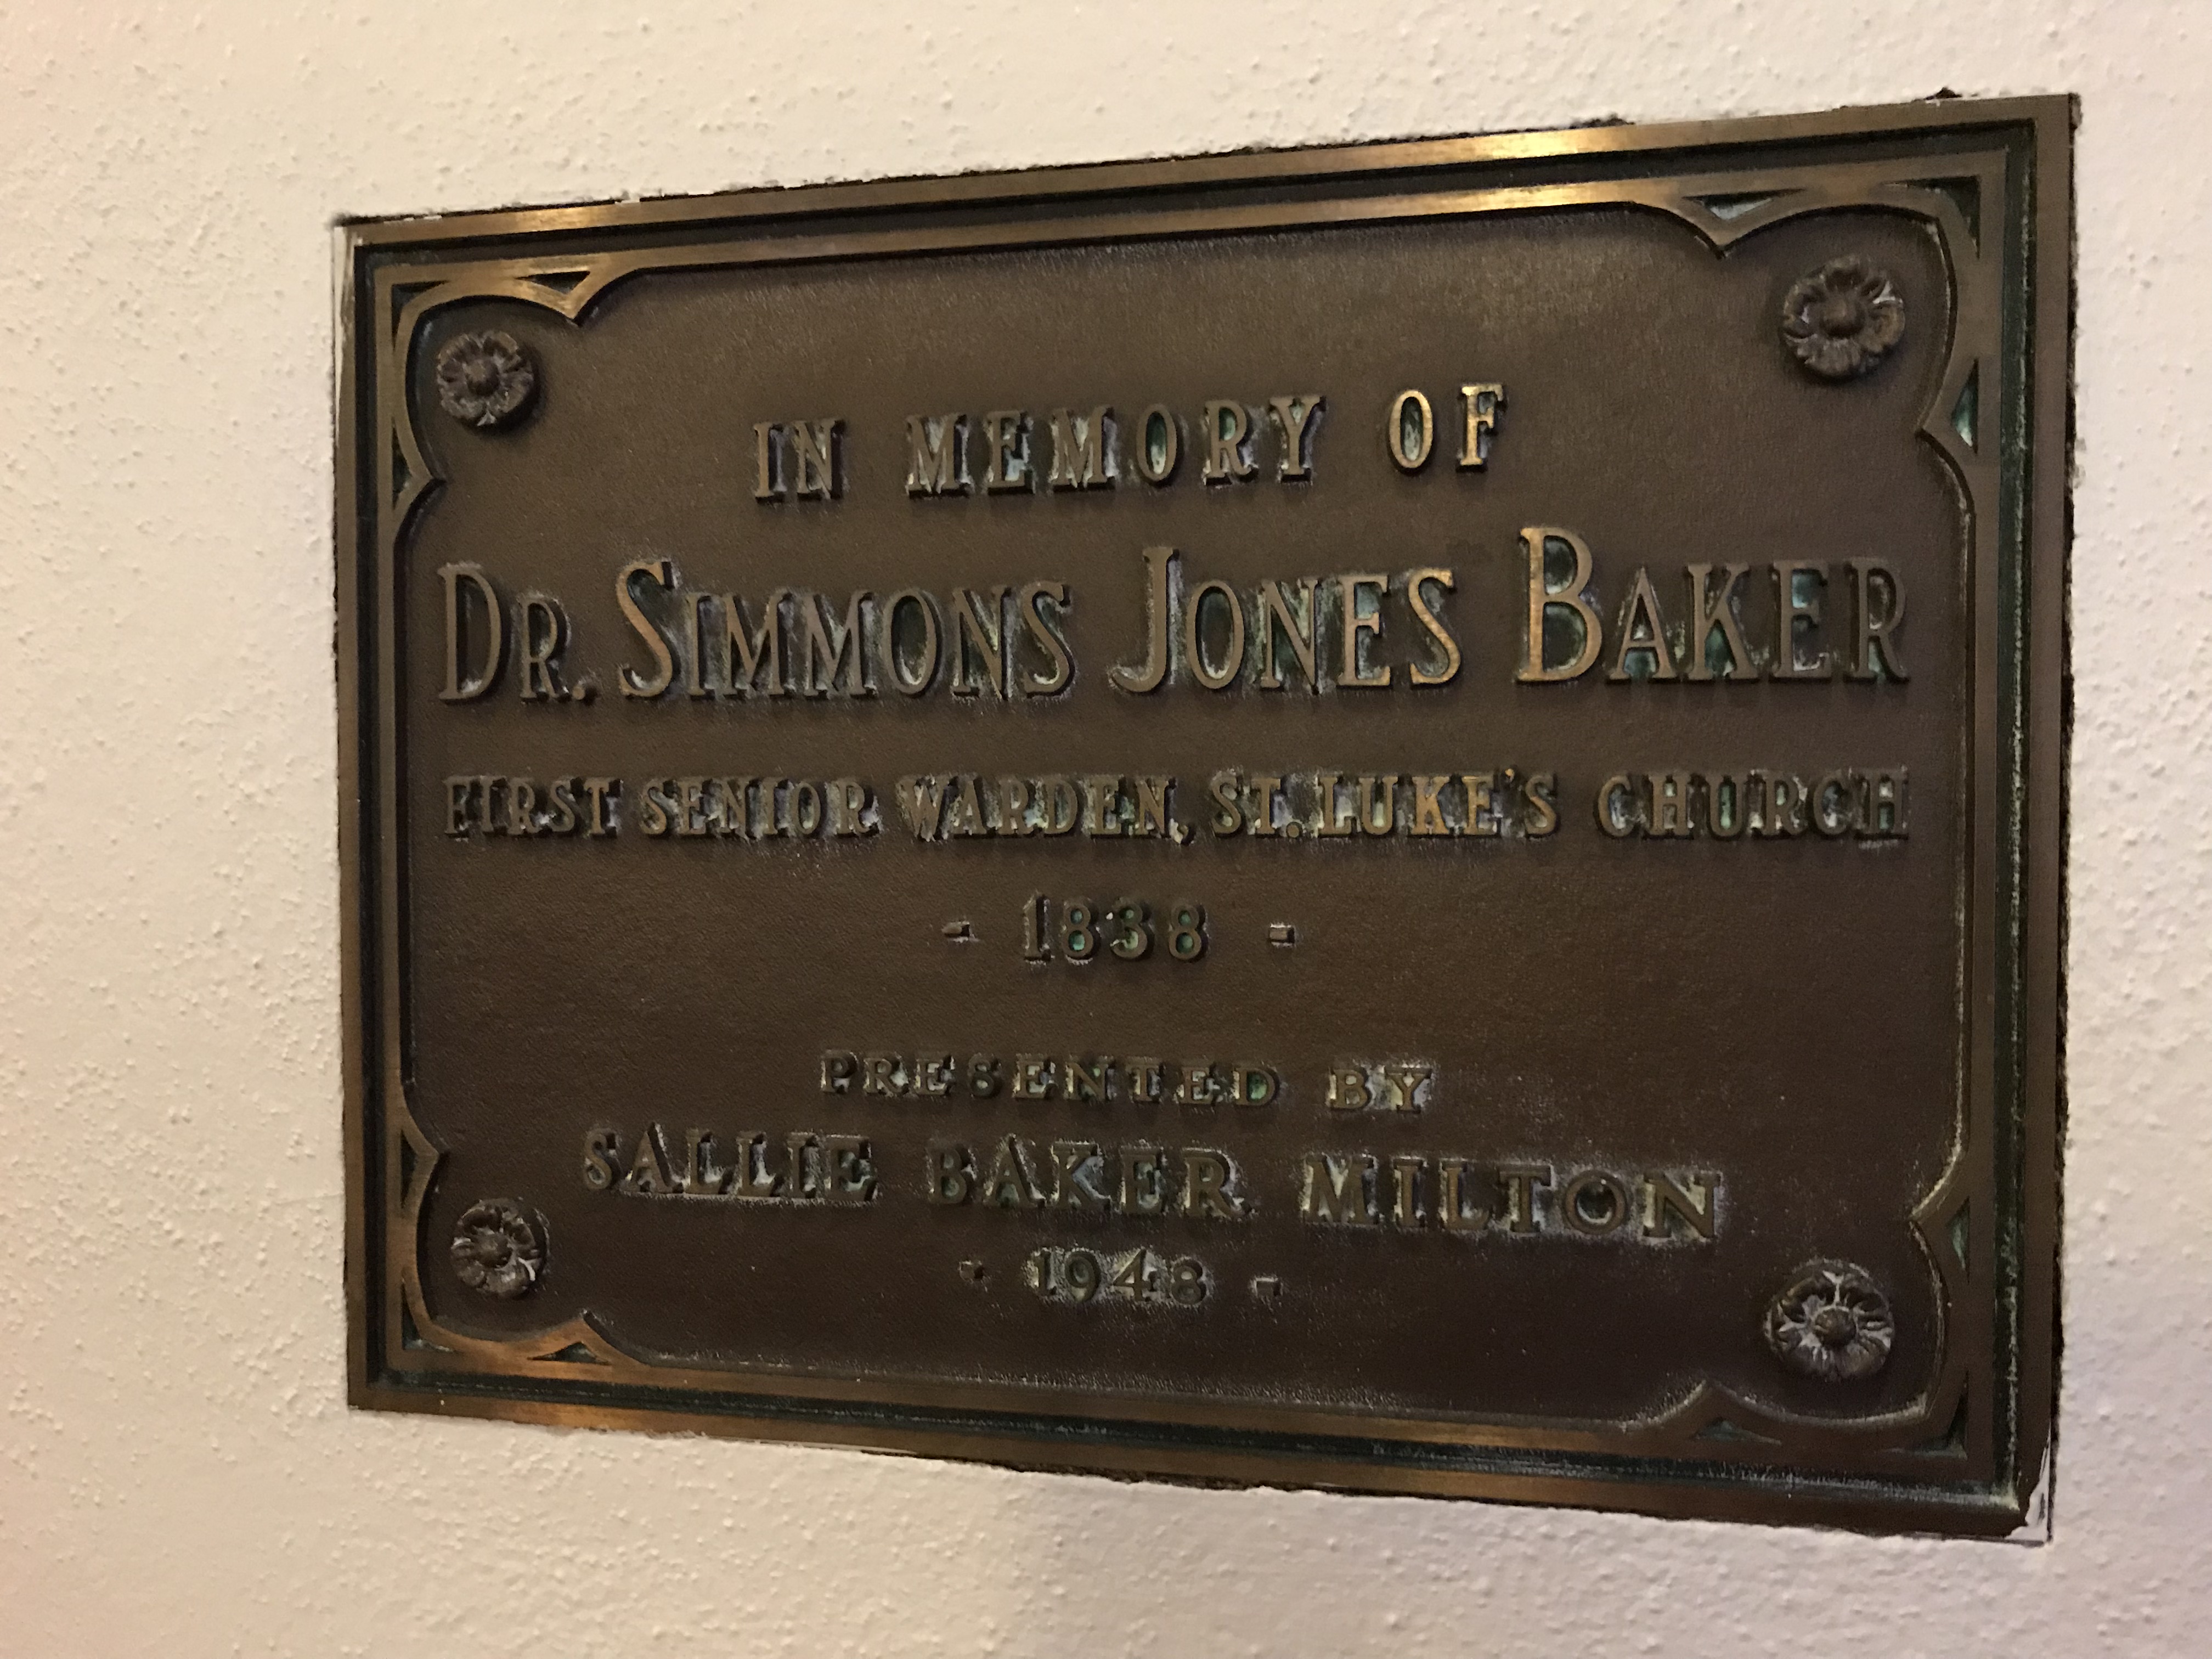 IN MEMORY OF
DR. SIMMONS JONES BAKER
FIRST SENIOR WARDEN, ST. LUKE'S CHURCH
- 1838 -
PRESENTED BY
SALLIE BAKER MILTON
- 1948 -